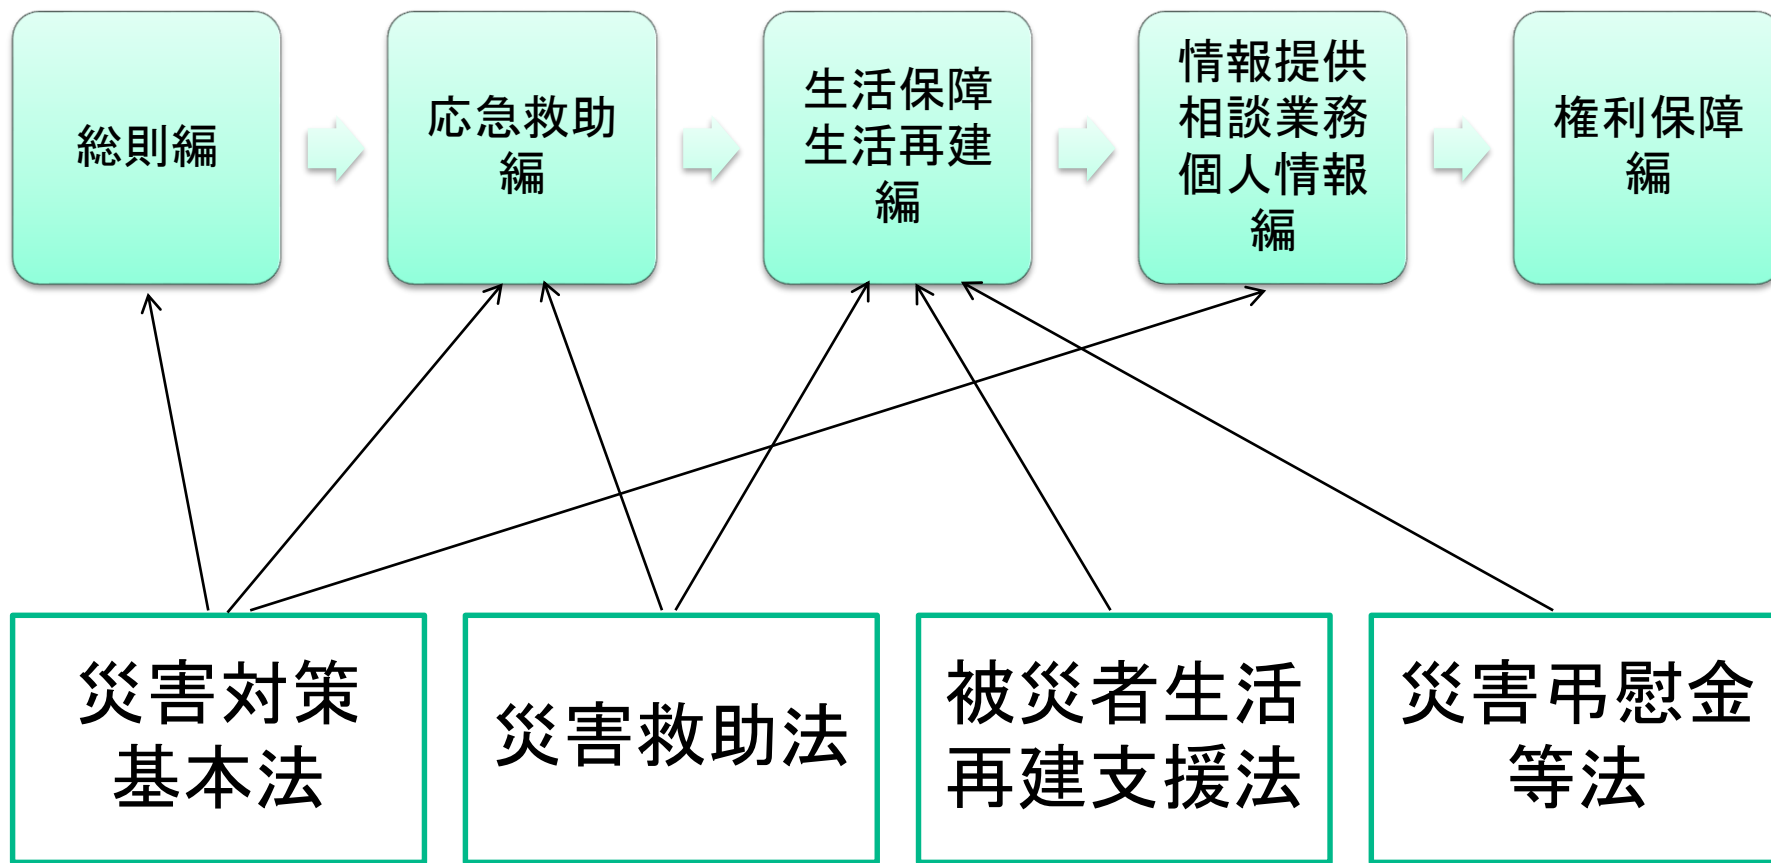 総則編
応急救助
編
生活保障
生活再建
編
情報提供
相談業務
個人情報
編
権利保障
編
災害対策
基本法
災害救助法
被災者生活
再建支援法
災害弔慰金
等法